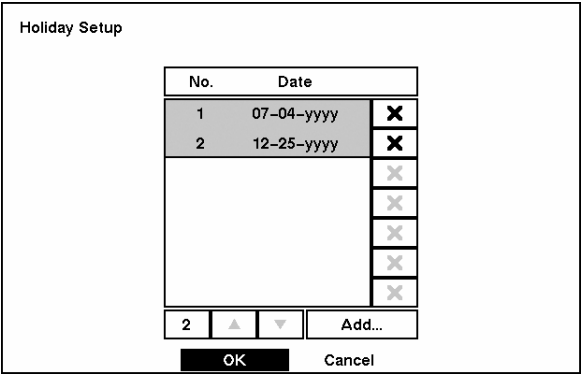 Holiday Setup
No. Date
1 07-04-yyyy
2 12-25-yyyy
2 Add...
OK Cancel